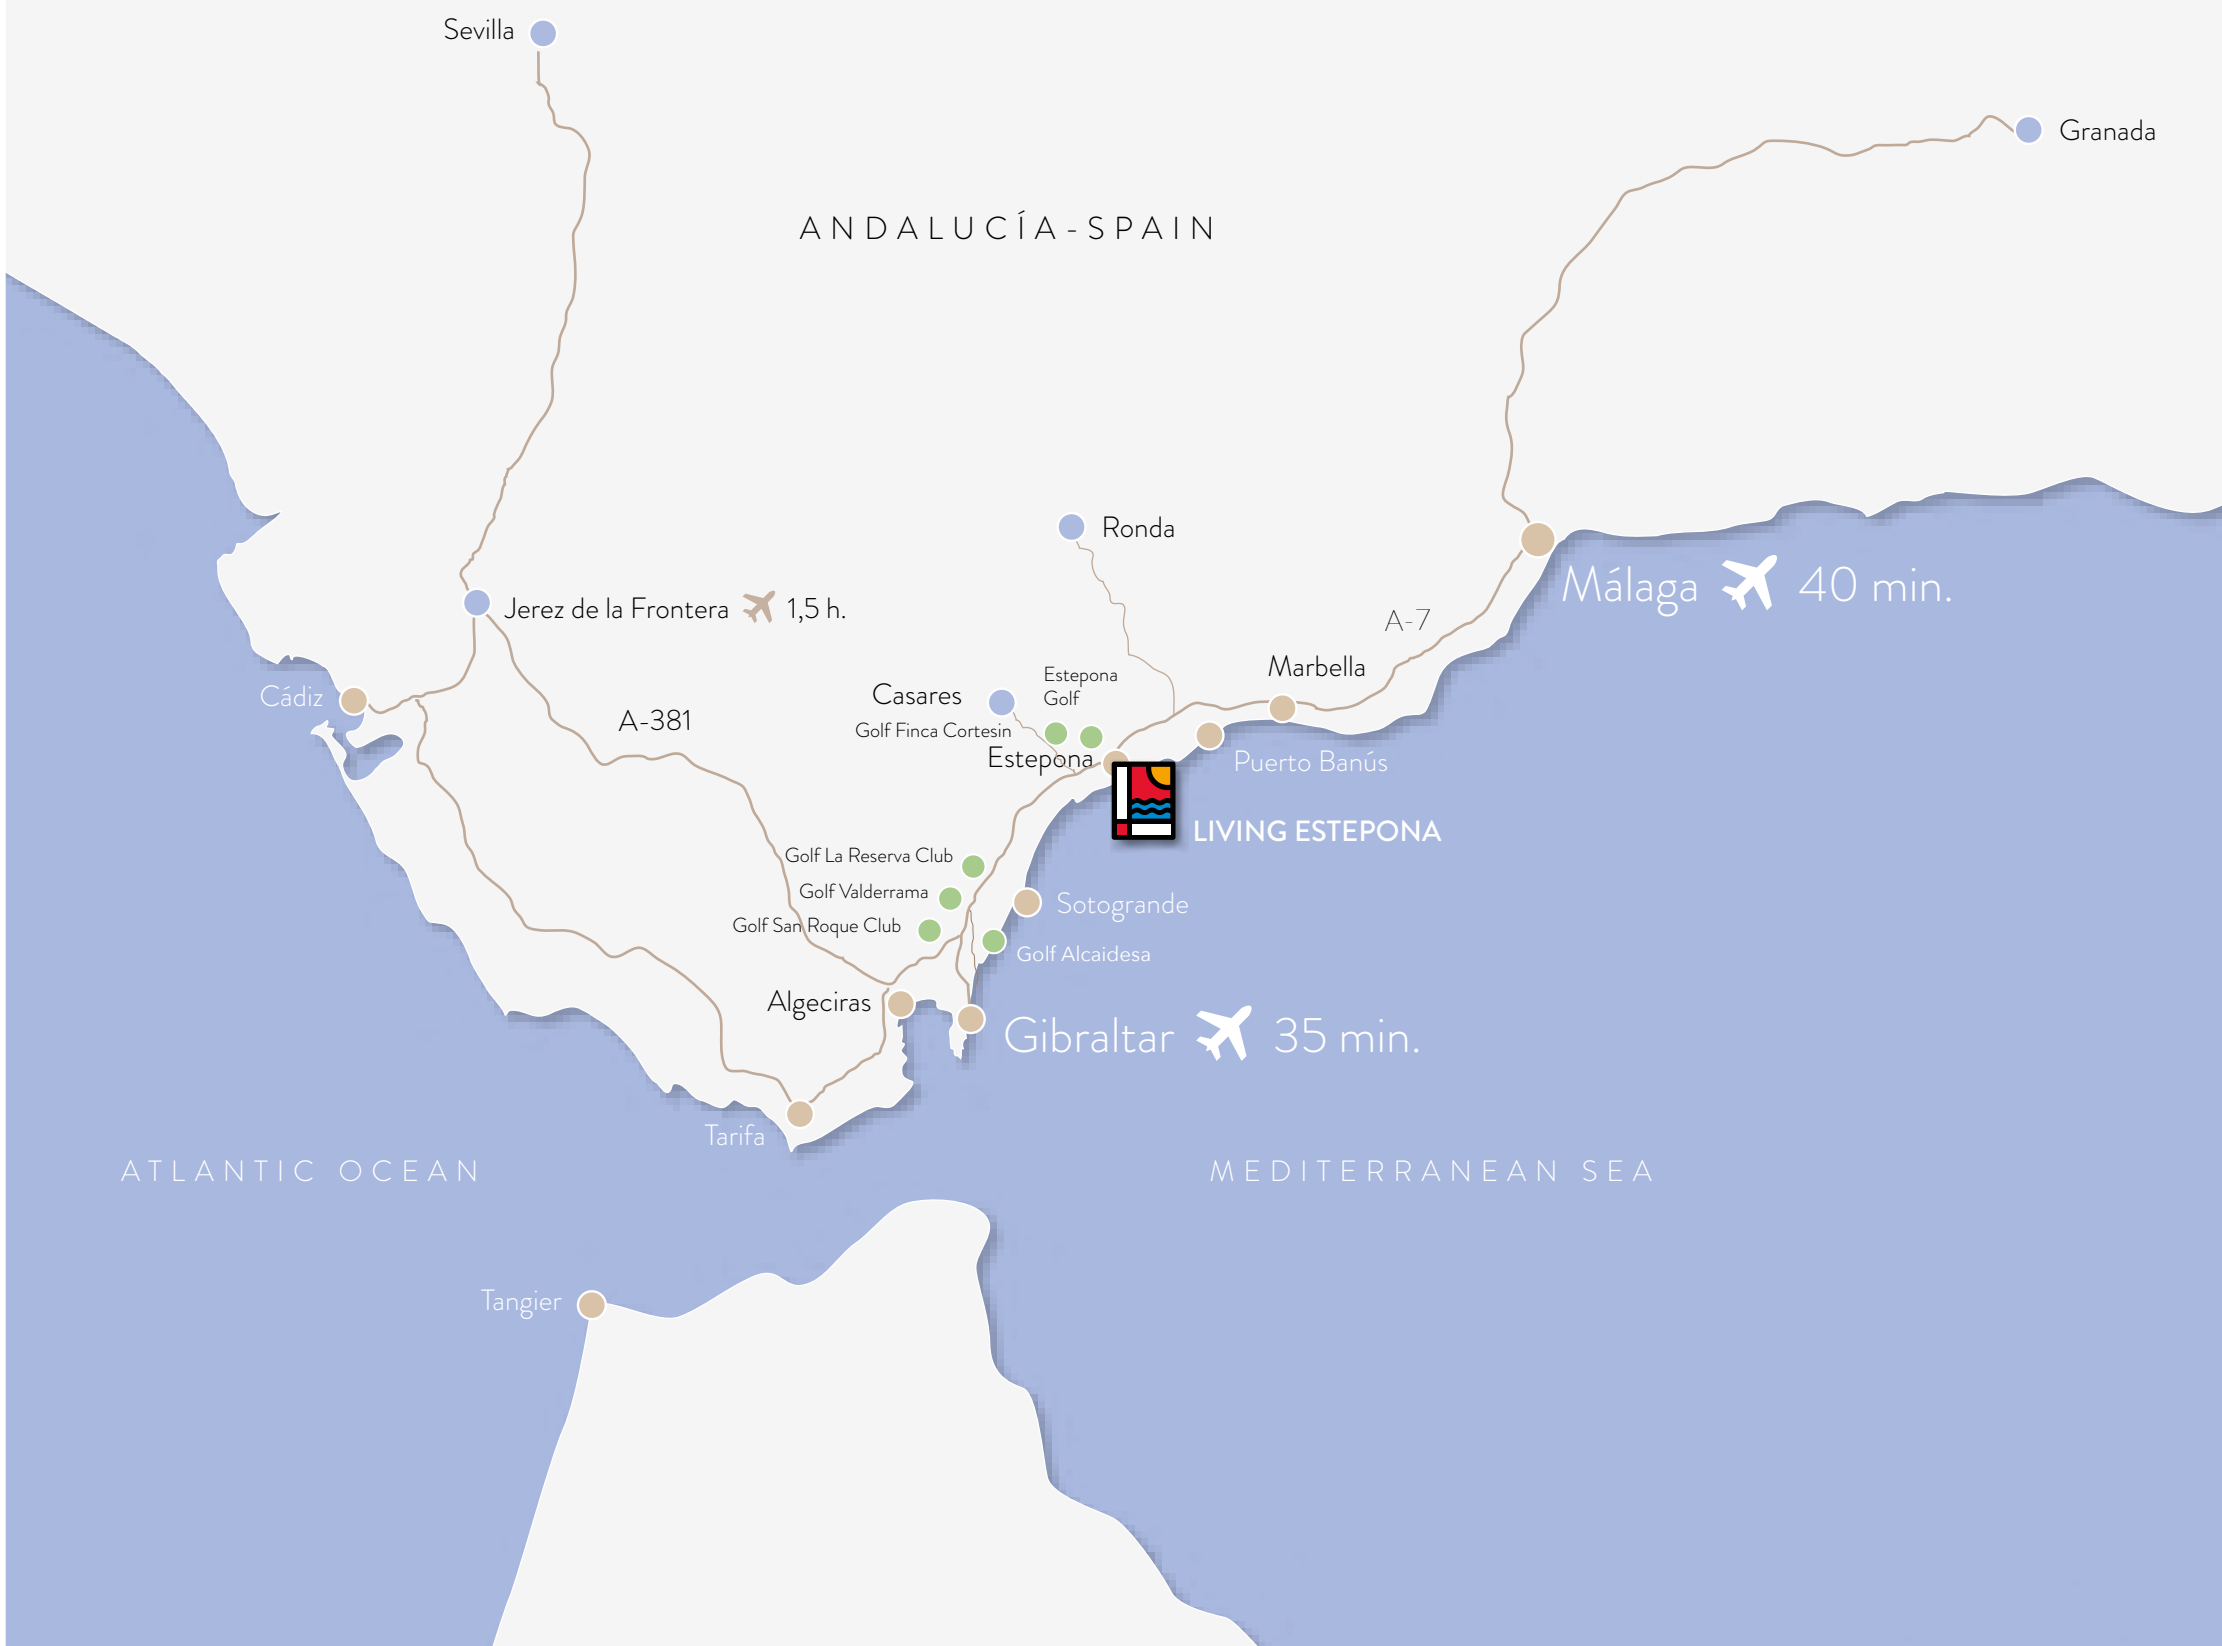 Sevilla
Granada
ANDALUCÍA-SPAIN
Ronda
Málaga 40 min.
Jerez de la Frontera 1,5 h.
A-7
Marbella
Estepona
Golf
Casares
Cádiz
A-381
Golf Finca Cortesin
Estepona
Puerto Banús
LIVING ESTEPONA
Golf La Reserva Club
Golf Valderrama
Sotogrande
Golf San Roque Club
Golf Alcaidesa
Algeciras
Gibraltar 35 min.
Tarifa
ATLANTIC OCEAN
MEDITERRANEAN SEA
Tangier